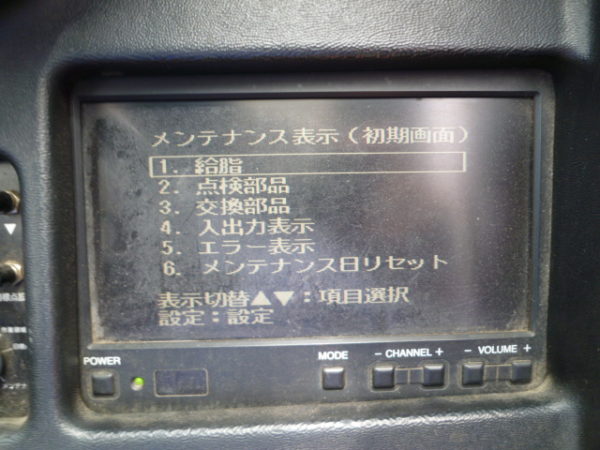 メンテナンス表示(初期画面)
1. 給脂
2. 点検部品
3. 交換部品
4. 入出力表示
5. エラー表示
6. メンテナンス日リセット
表示切替▲▼:項目選択
設定:設定
POWER
MODE
- CHANNEL +
- VOLUME +
▼